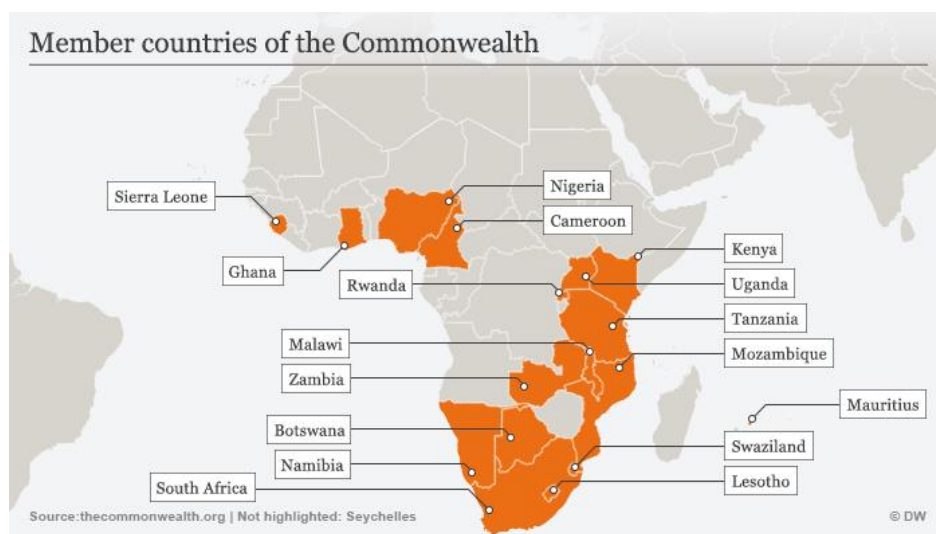 Member countries of the Commonwealth
Sierra Leone
Nigeria
Cameroon
Ghana
Kenya
Rwanda
Uganda
Tanzania
Malawi
Mozambique
Zambia
Mauritius
Botswana
Swaziland
Namibia
Lesotho
South Africa
Source:thecommonwealth.org | Not highlighted: Seychelles
© DW